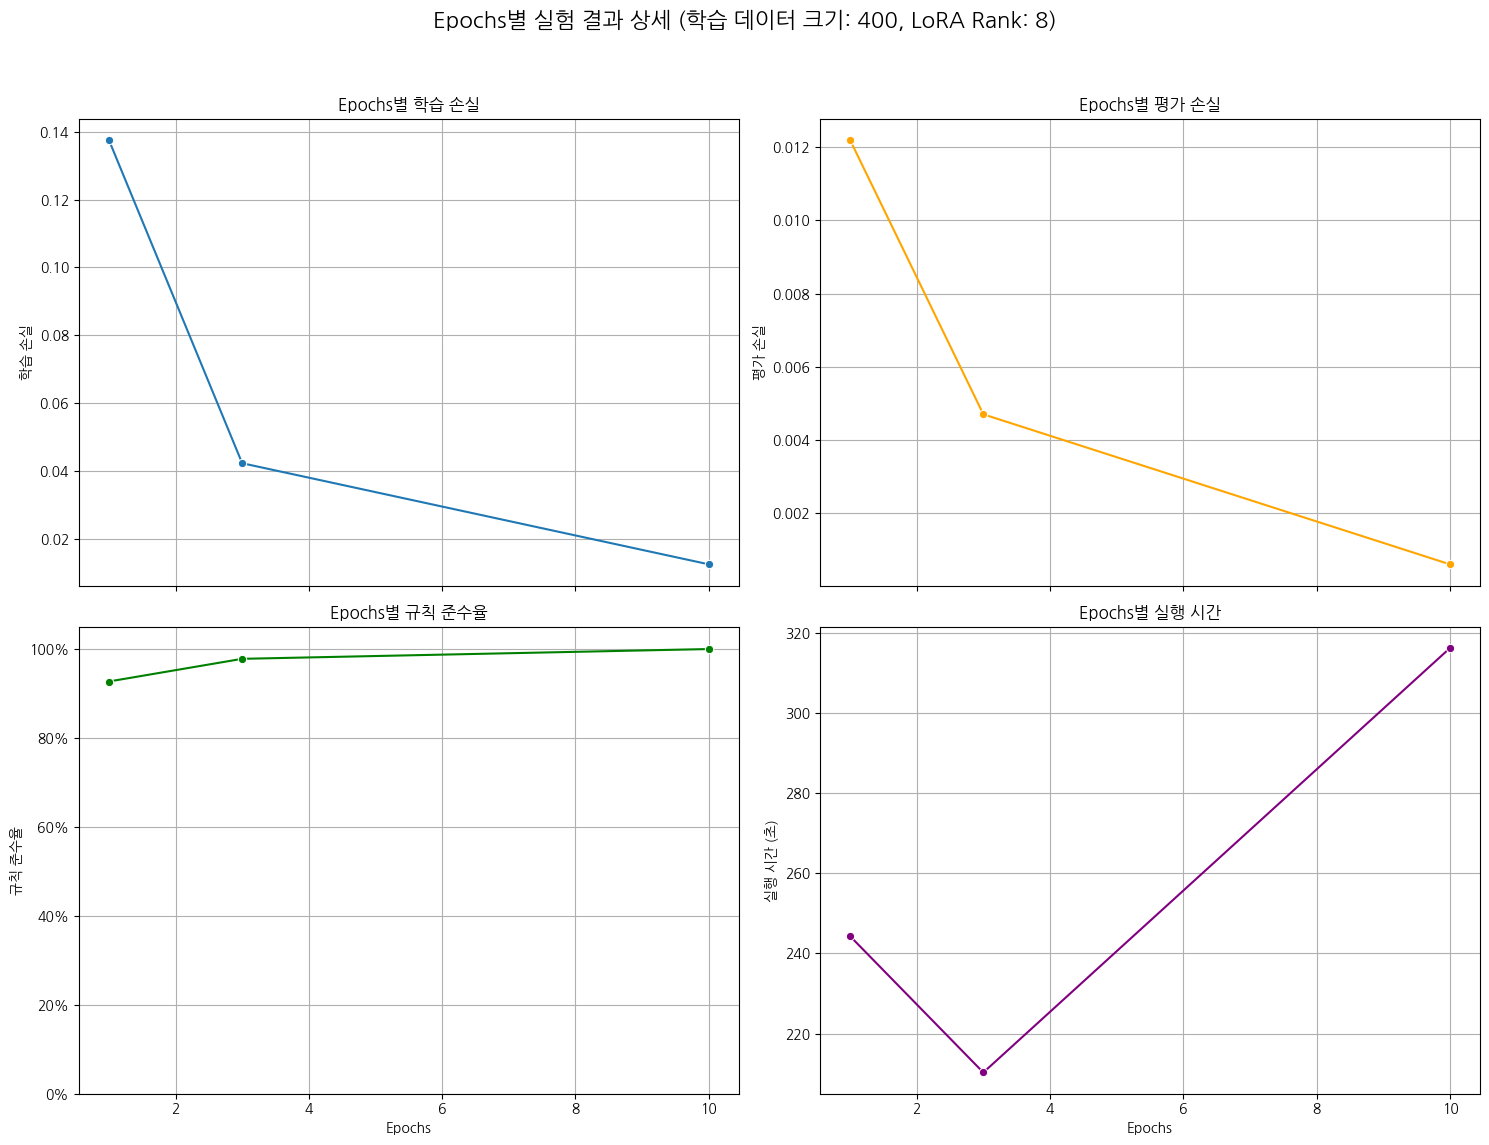 Epochs별 실험 결과 상세 (학습 데이터 크기: 400, LoRA Rank: 8)
Epochs별 학습 손실
0.14
0.12
0.10
0.08
0.06
0.04
0.02
학습 손실
Epochs별 평가 손실
0.012
0.010
0.008
0.006
0.004
0.002
평가 손실
Epochs별 규칙 준수율
100%
80%
60%
40%
20%
0%
규칙 준수율
2 4 6 8 10
Epochs
Epochs별 실행 시간
320
300
280
260
240
220
실행 시간 (초)
2 4 6 8 10
Epochs